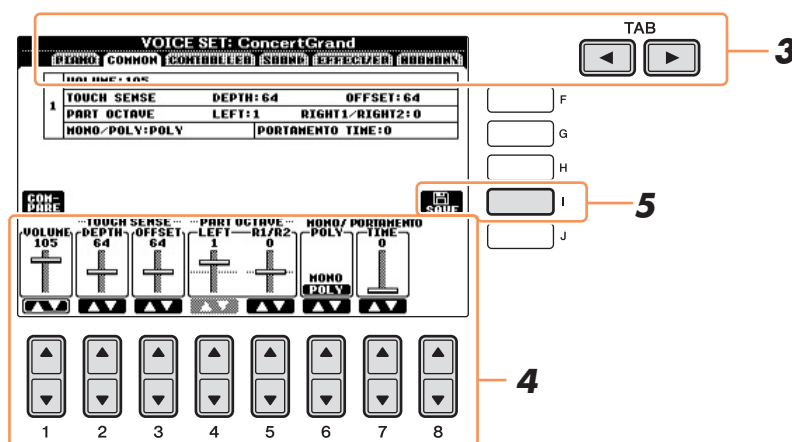 VOICE SET: ConcertGrand
TAB
3
PIANO COMMON CONTROLLER SOUND EFFECT/EQ HARMONY
VOLUME:105
1 TOUCH SENSE DEPTH:64 OFFSET:64
PART OCTAVE LEFT:1 RIGHT1/RIGHT2:0
MONO/POLY:POLY PORTAMENTO TIME:0
F
G
H
I
J
5
COM-
PARE
SAVE
TOUCH SENSE PART OCTAVE MONO/ PORTAMENTO
VOLUME DEPTH OFFSET LEFT R1/R2 POLY TIME
105 64 64 1 0 0
MONO
POLY
4
1 2 3 4 5 6 7 8